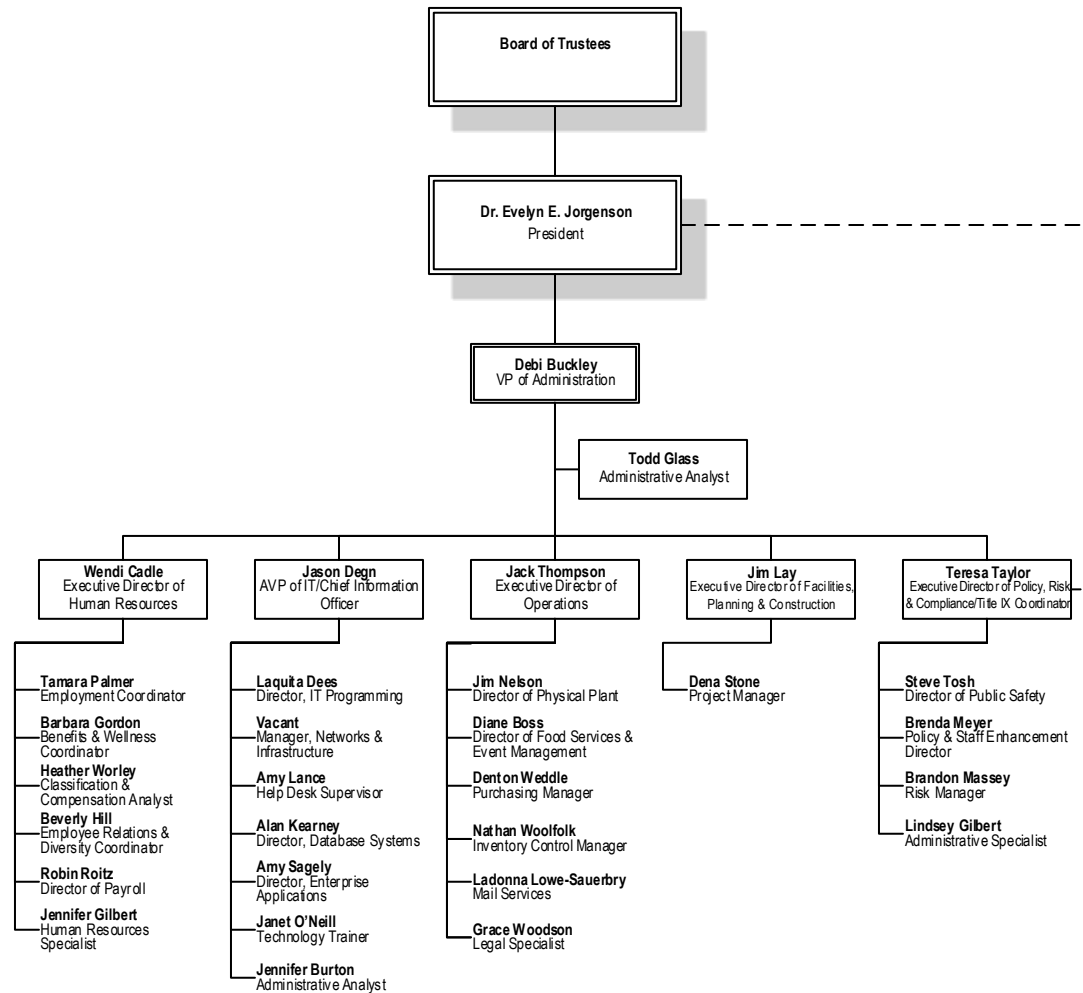 Board of Trustees
Dr. Evelyn E. Jorgenson
President
Debi Buckley
VP of Administration
Todd Glass
Administrative Analyst
Wendi Cadle
Executive Director of
Human Resources
Jason Degn
AVP of IT/Chief Information
Officer
Jack Thompson
Executive Director of
Operations
Jim Lay
Executive Director of Facilities,
Planning & Construction
Teresa Taylor
Executive Director of Policy, Risk
& Compliance/Title IX Coordinator
Tamara Palmer
Employment Coordinator
Barbara Gordon
Benefits & Wellness
Coordinator
Heather Worley
Classification &
Compensation Analyst
Beverly Hill
Employee Relations &
Diversity Coordinator
Robin Roitz
Director of Payroll
Jennifer Gilbert
Human Resources
Specialist
Laquita Dees
Director, IT Programming
Vacant
Manager, Networks &
Infrastructure
Amy Lance
Help Desk Supervisor
Alan Kearney
Director, Database Systems
Amy Sagely
Director, Enterprise
Applications
Janet O’Neill
Technology Trainer
Jennifer Burton
Administrative Analyst
Jim Nelson
Director of Physical Plant
Diane Boss
Director of Food Services &
Event Management
Denton Weddle
Purchasing Manager
Nathan Woolfolk
Inventory Control Manager
Ladonna Lowe-Sauerbry
Mail Services
Grace Woodson
Legal Specialist
Dena Stone
Project Manager
Steve Tosh
Director of Public Safety
Brenda Meyer
Policy & Staff Enhancement
Director
Brandon Massey
Risk Manager
Lindsey Gilbert
Administrative Specialist